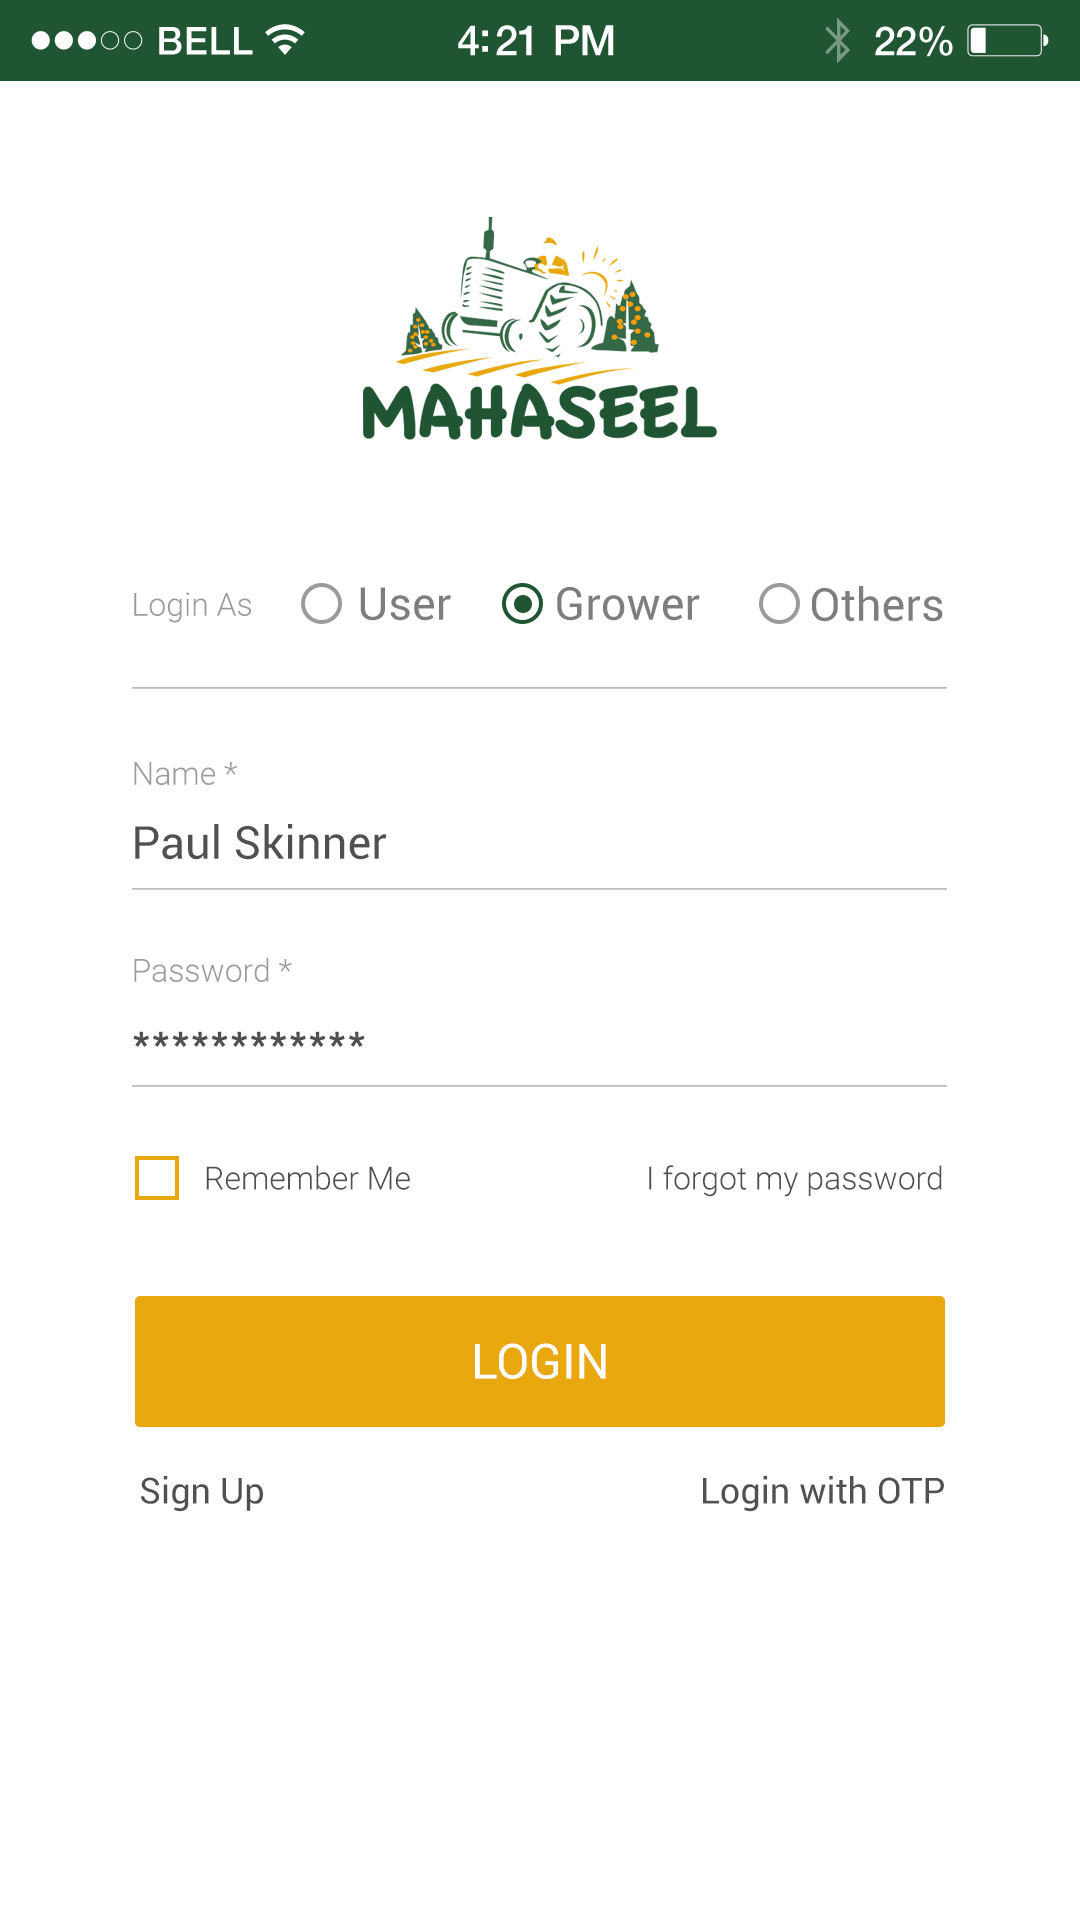 BELL 4:21 PM 22%
MAHASEEL
Login As User Grower Others
Name *
Paul Skinner
Password *
************
Remember Me I forgot my password
LOGIN
Sign Up Login with OTP